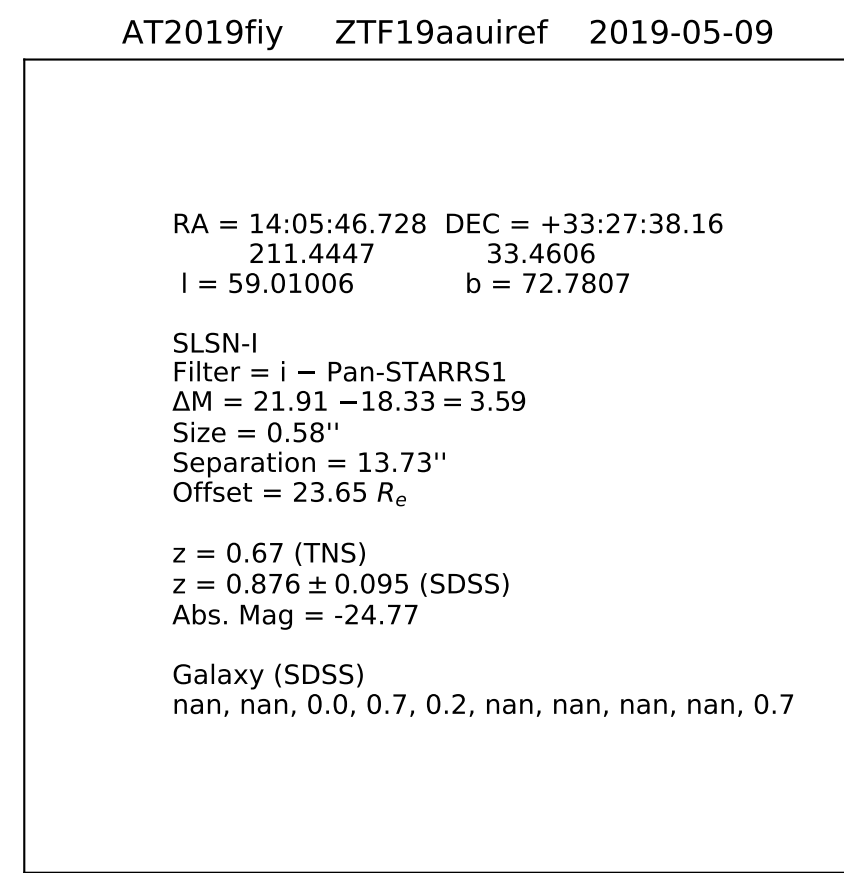 AT2019fiy ZTF19aauiref 2019-05-09
RA = 14:05:46.728 DEC = +33:27:38.16
211.4447 33.4606
l = 59.01006 b = 72.7807
SLSN-I
Filter = i − Pan-STARRS1
ΔM = 21.91 −18.33 = 3.59
Size = 0.58''
Separation = 13.73''
Offset = 23.65 Rₑ
z = 0.67 (TNS)
z = 0.876 ± 0.095 (SDSS)
Abs. Mag = -24.77
Galaxy (SDSS)
nan, nan, 0.0, 0.7, 0.2, nan, nan, nan, nan, 0.7